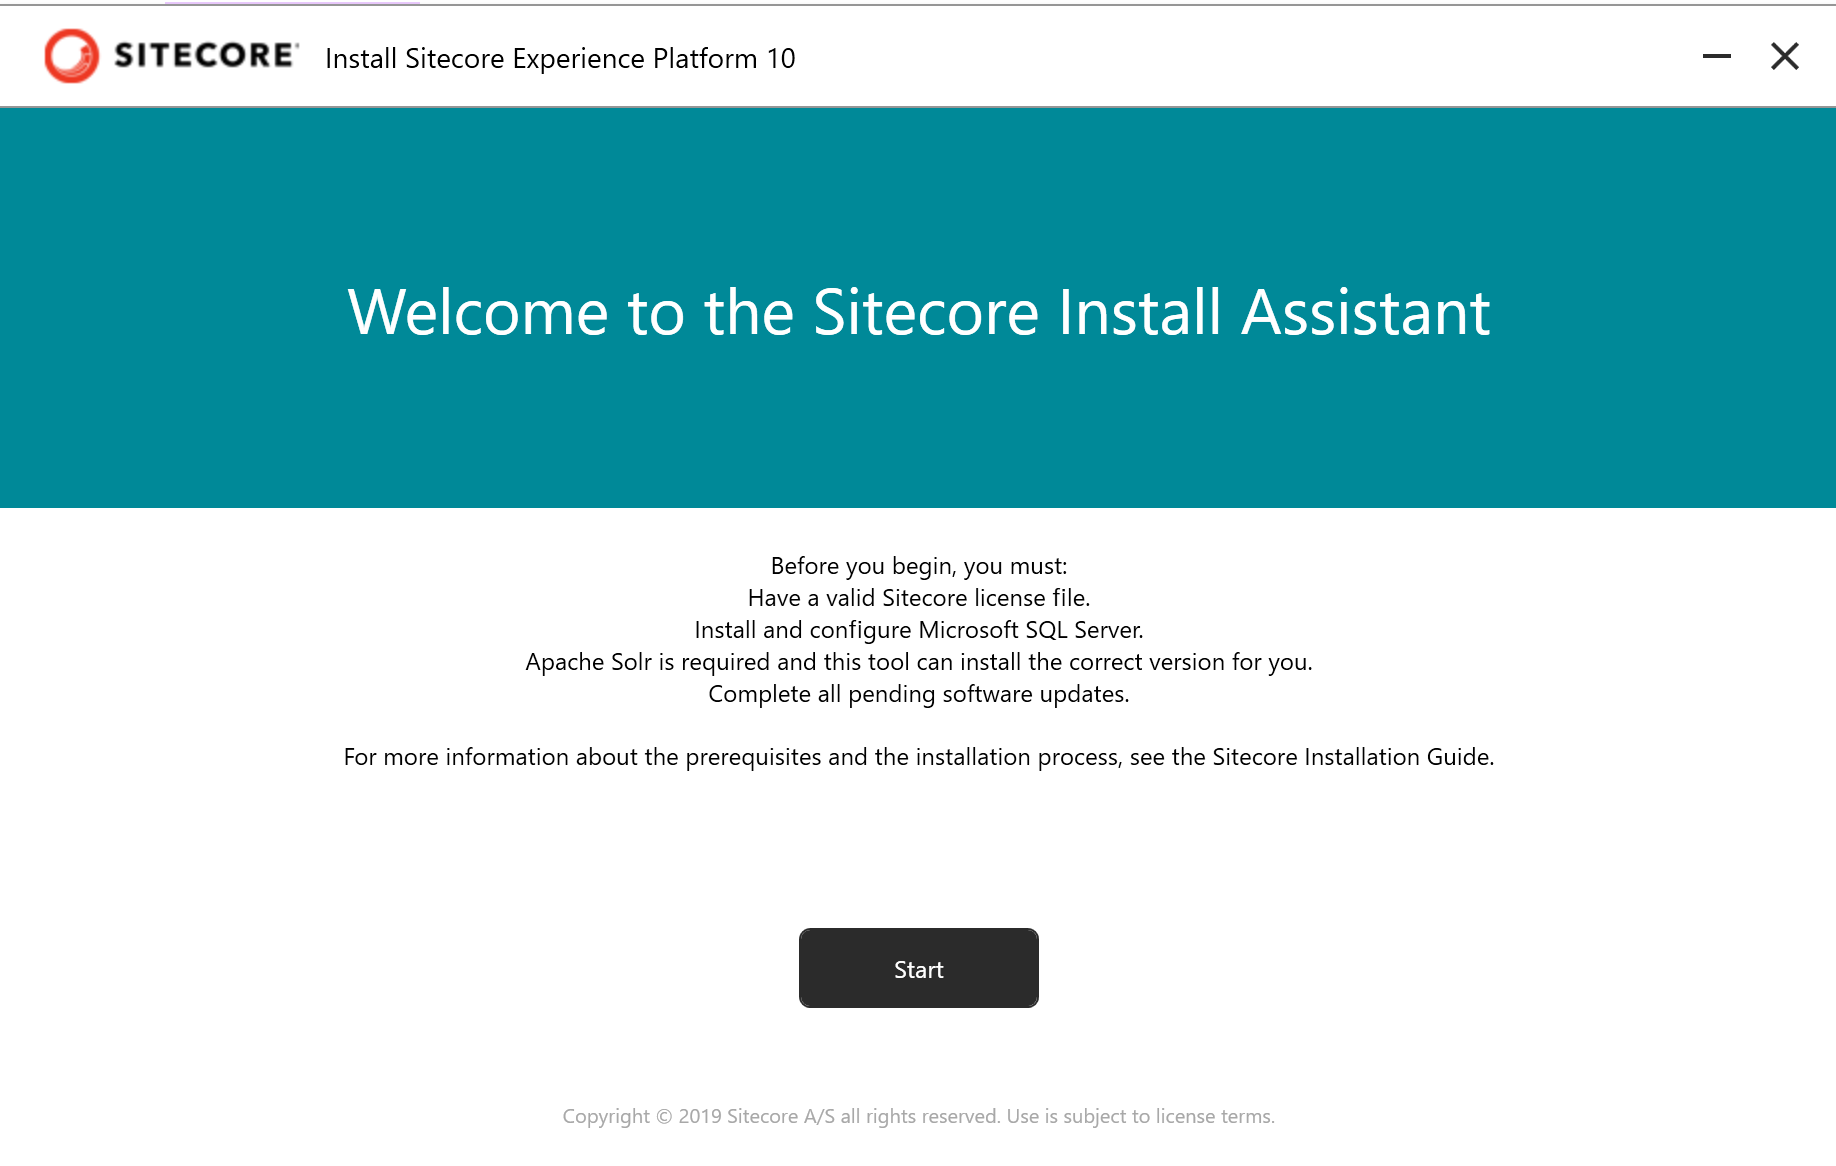 SITECORE
Install Sitecore Experience Platform 10
Welcome to the Sitecore Install Assistant
Before you begin, you must:
Have a valid Sitecore license file.
Install and configure Microsoft SQL Server.
Apache Solr is required and this tool can install the correct version for you.
Complete all pending software updates.
For more information about the prerequisites and the installation process, see the Sitecore Installation Guide.
Start
Copyright © 2019 Sitecore A/S all rights reserved. Use is subject to license terms.